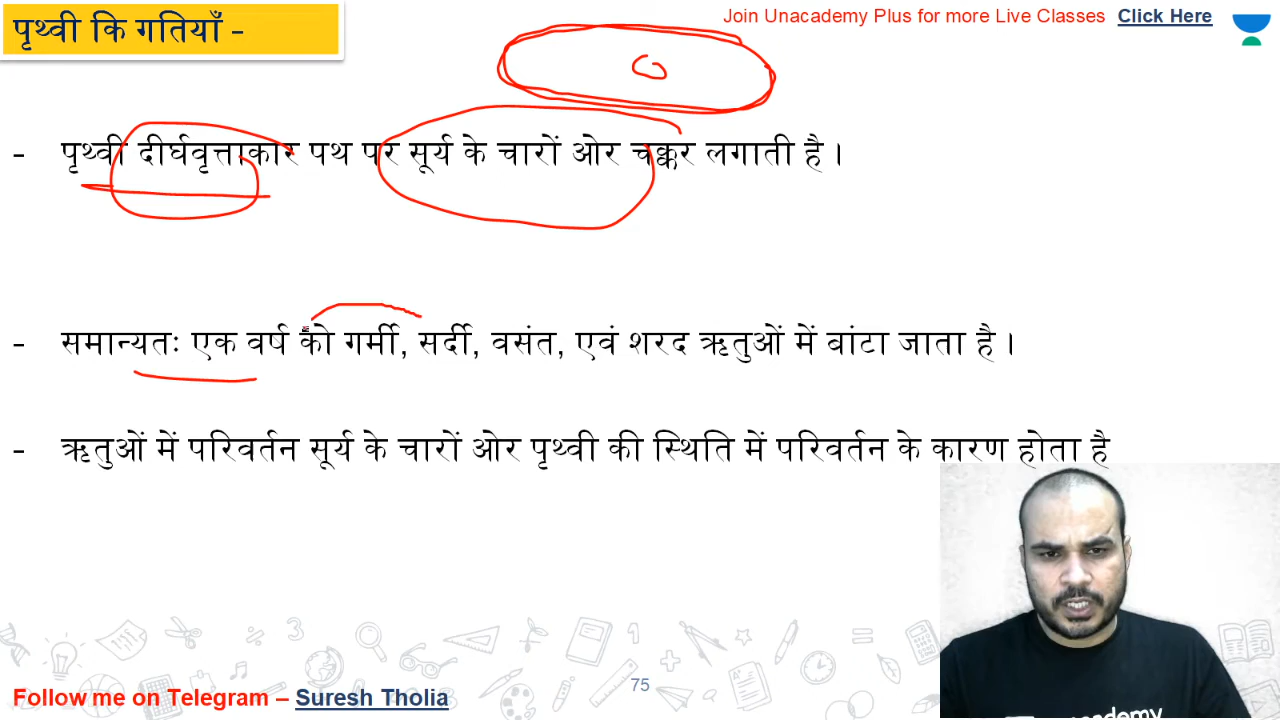 पृथ्वी कि गतियाँ -
Join Unacademy Plus for more Live Classes Click Here
- पृथ्वी दीर्घवृत्ताकार पथ पर सूर्य के चारों ओर चक्कर लगाती है ।
- समान्यतः एक वर्ष को गर्मी, सर्दी, वसंत, एवं शरद ऋतुओं में बांटा जाता है ।
- ऋतुओं में परिवर्तन सूर्य के चारों ओर पृथ्वी की स्थिति में परिवर्तन के कारण होता है
75
Follow me on Telegram – Suresh Tholia